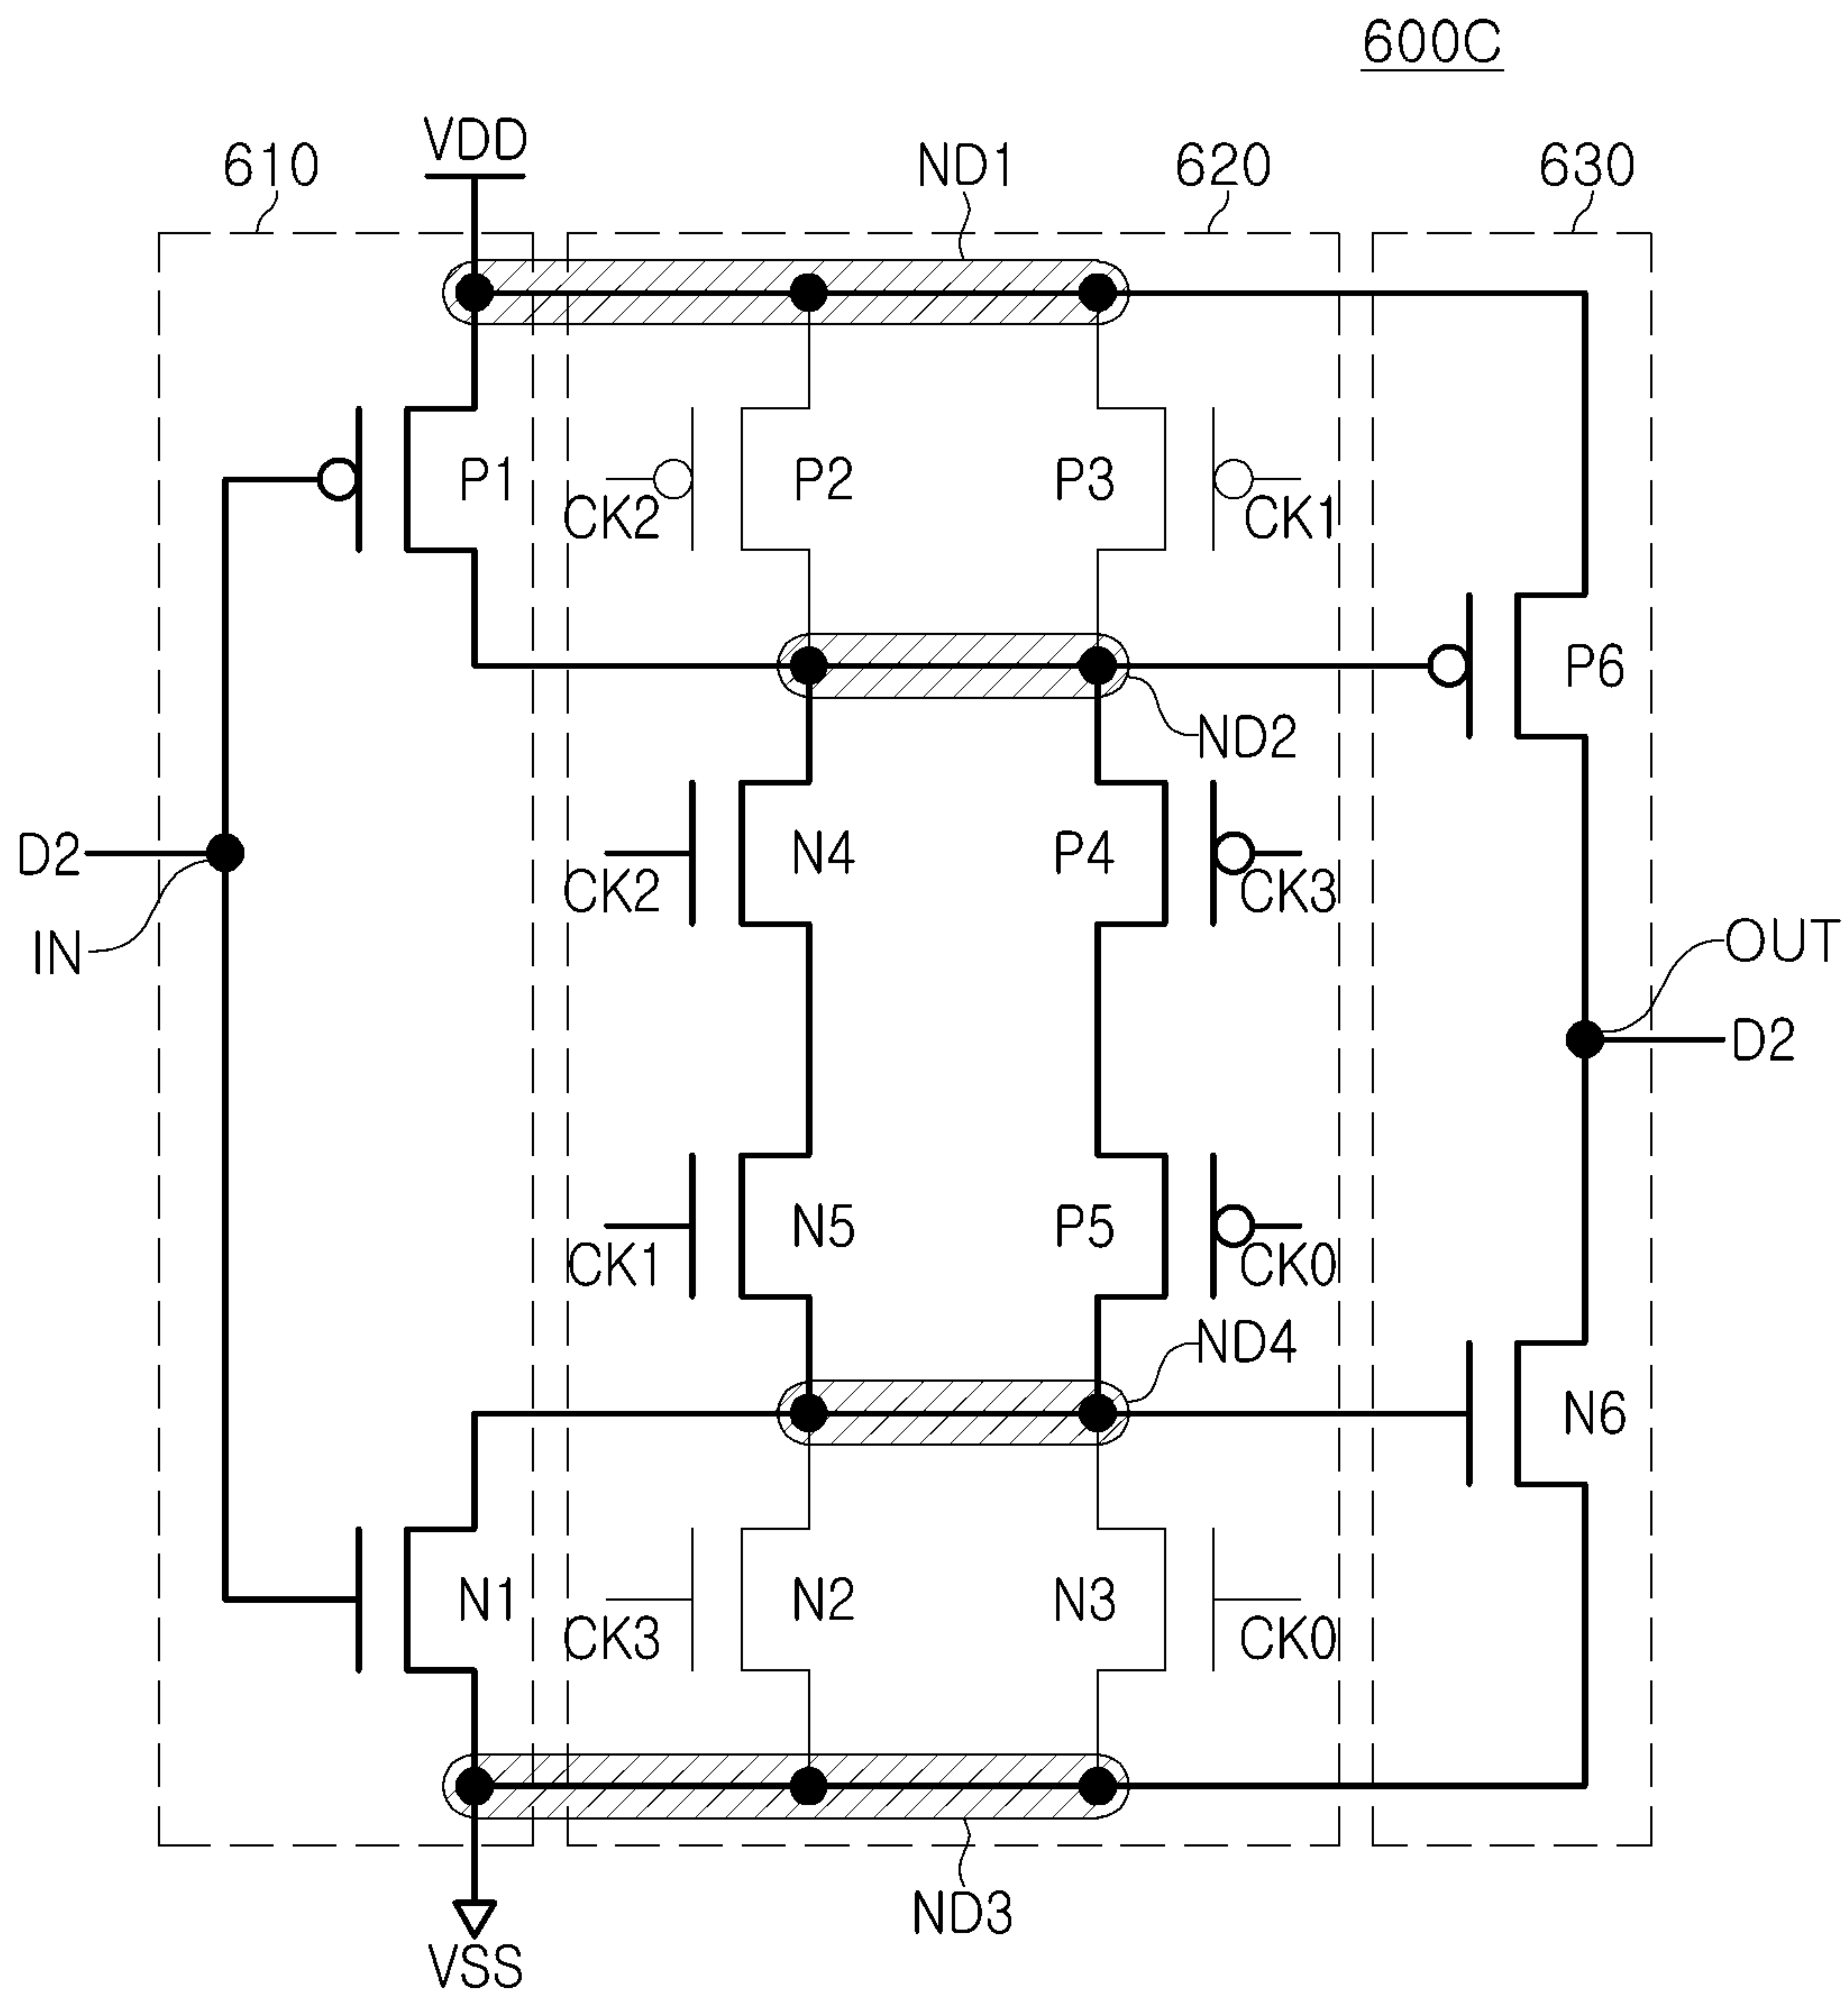 600C
VDD
610
ND1
620
630
P1
P2
P3
CK2
CK1
P6
ND2
D2
N4
P4
CK2
CK3
IN
OUT
D2
N5
P5
CK1
CK0
ND4
N6
N1
N2
N3
CK3
CK0
ND3
VSS